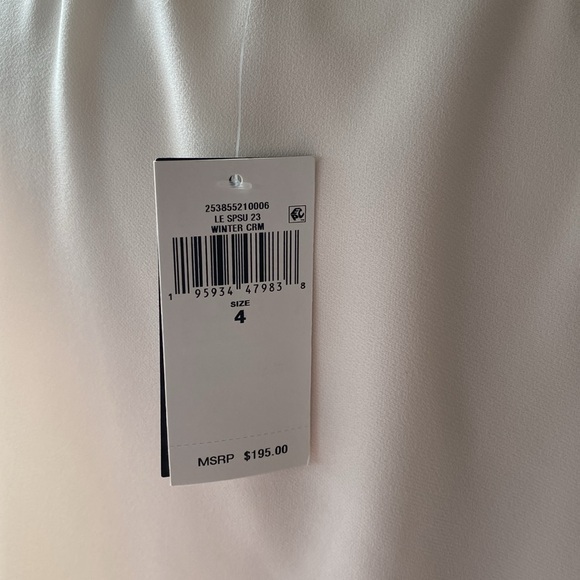 253855210006
LE SPSU 23
WINTER CRM
1 95934 47983 8
SIZE
4
MSRP $195.00